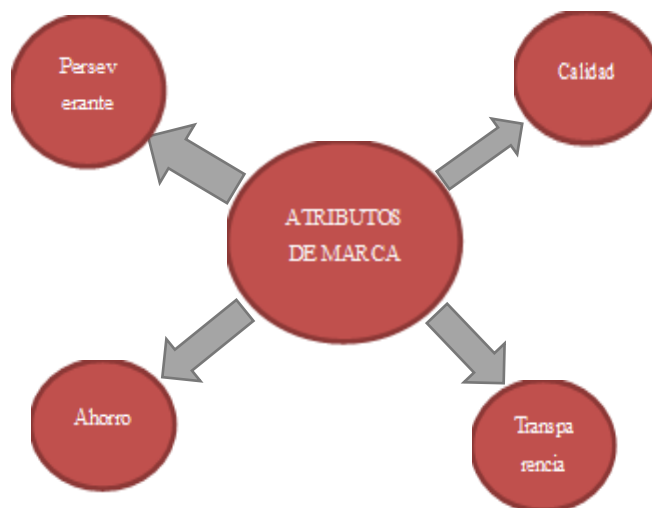 Persev
erante
Calidad
ATRIBUTOS
DE MARCA
Ahorro
Transpa
rencia